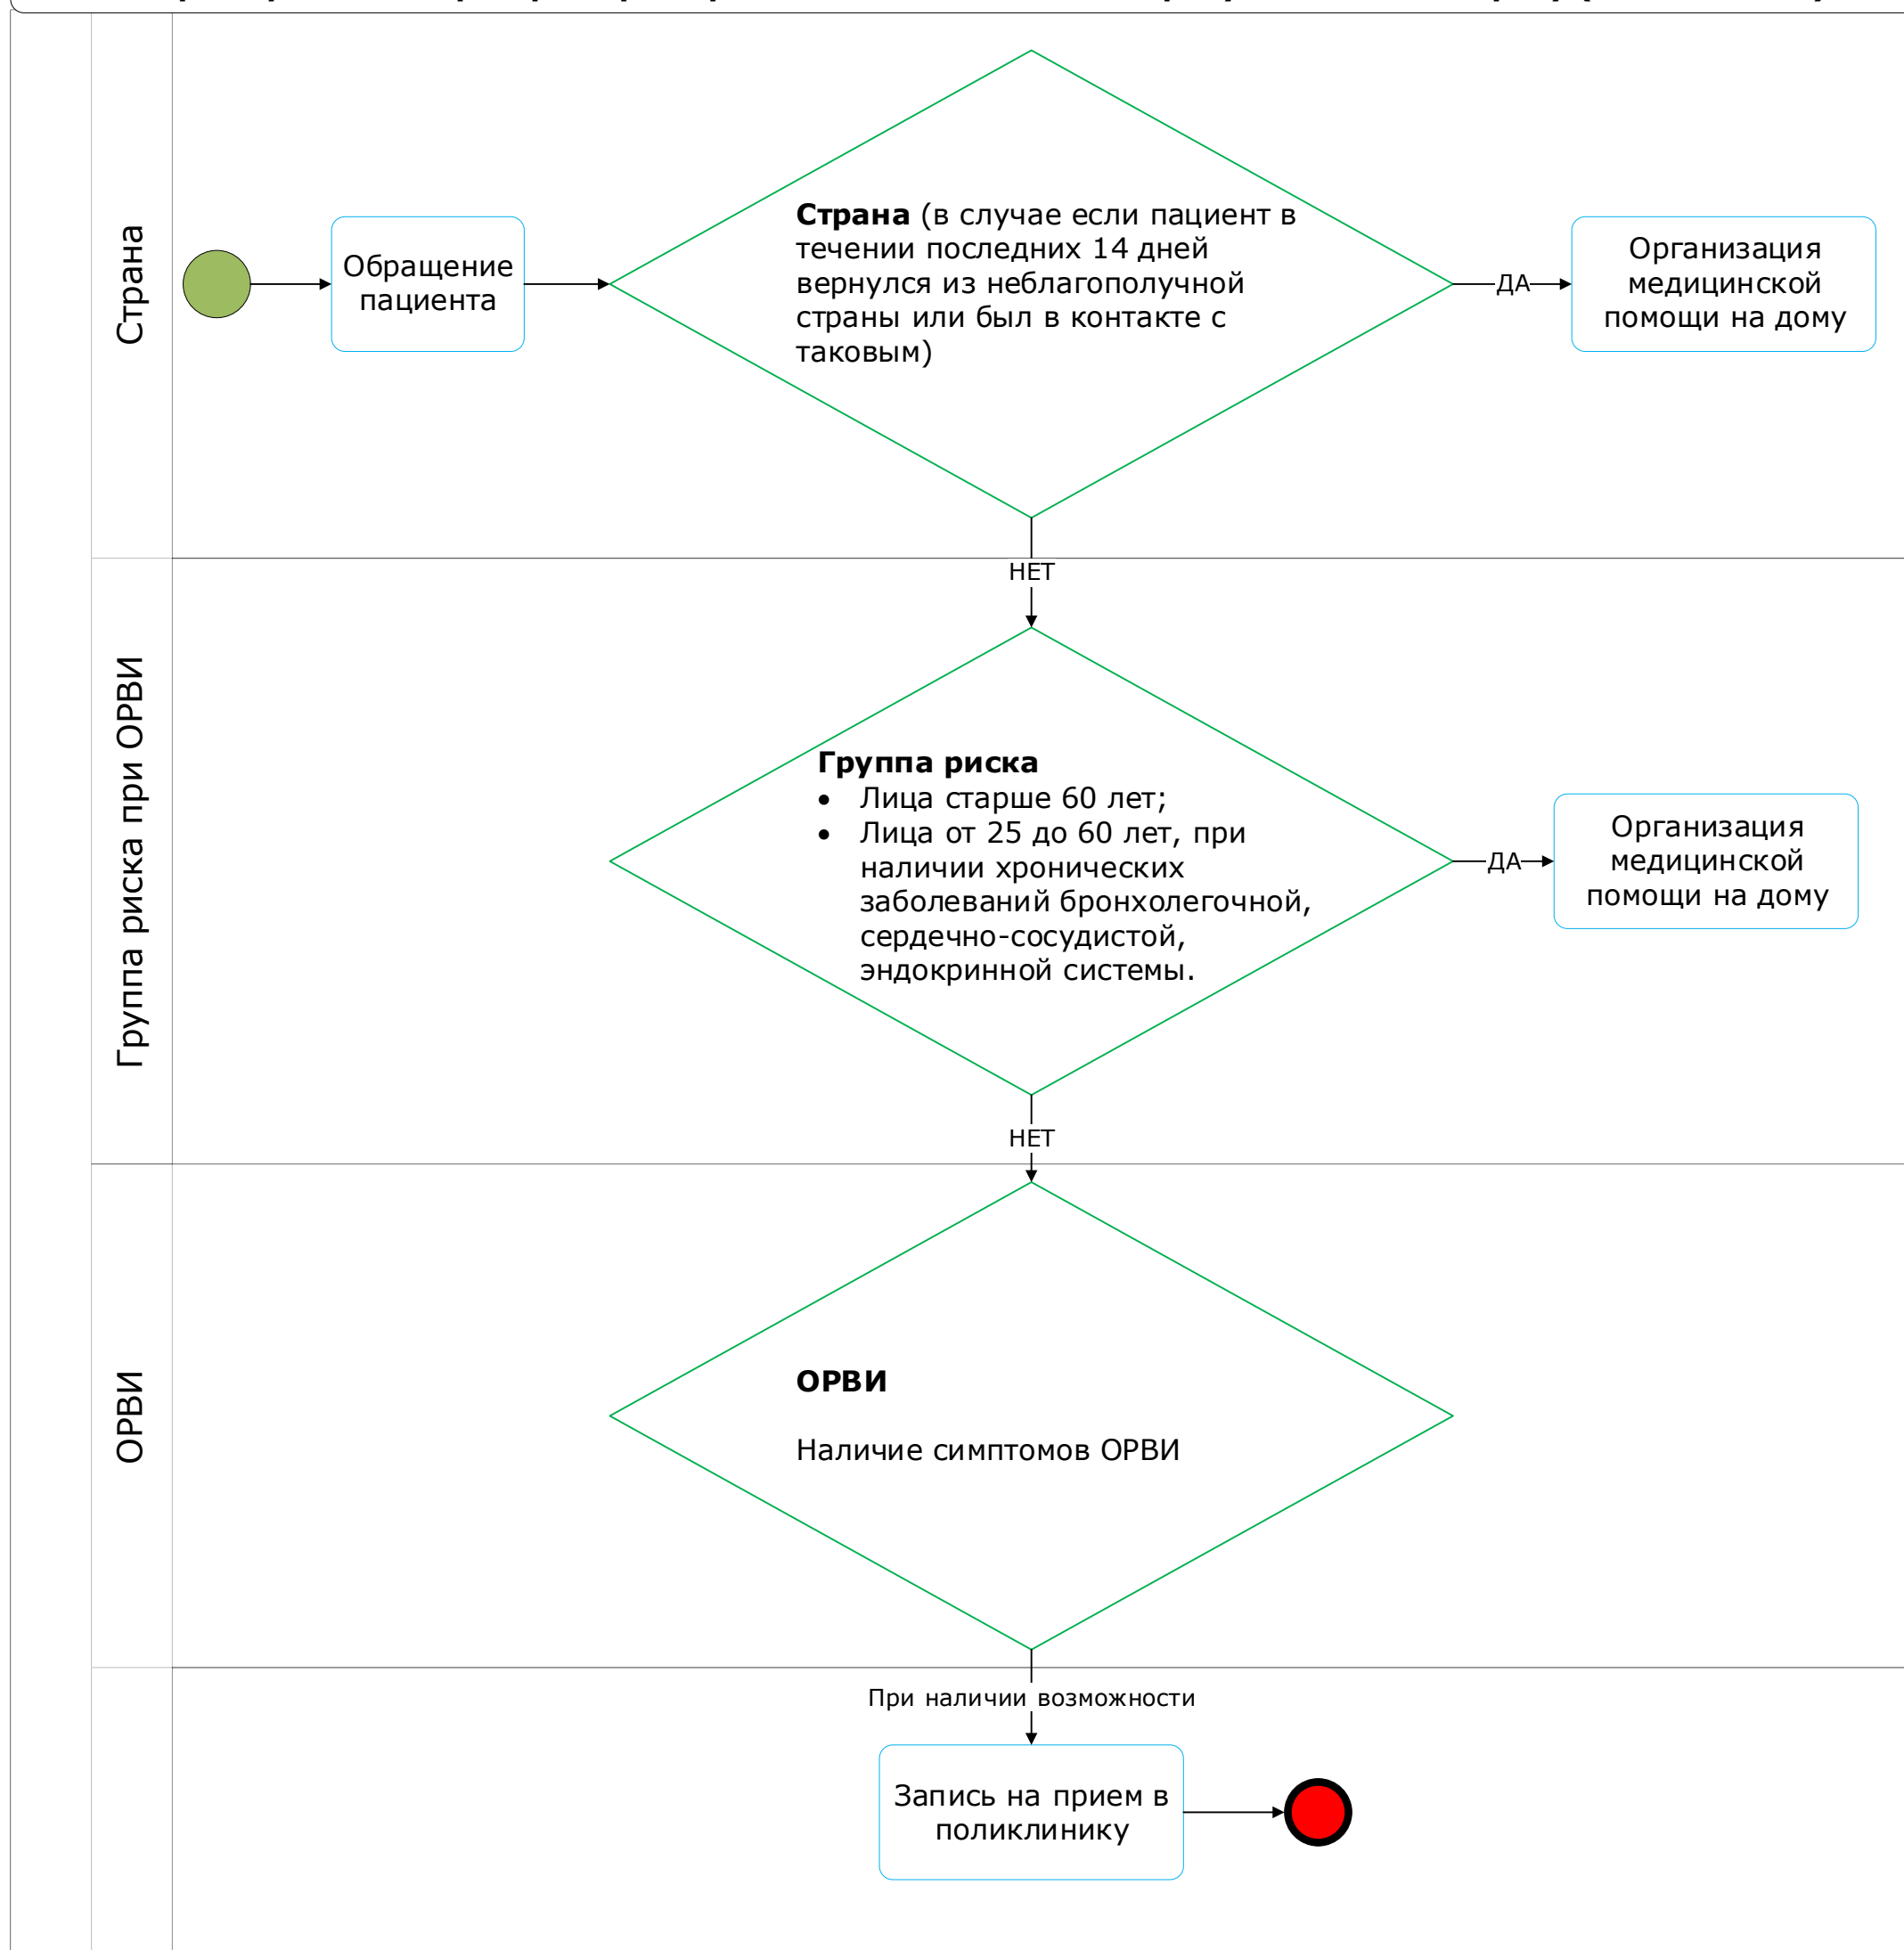 Страна
Обращение
пациента
Страна (в случае если пациент в
течении последних 14 дней
вернулся из неблагополучной
страны или был в контакте с
таковым)
ДА
Организация
медицинской
помощи на дому
НЕТ
Группа риска при ОРВИ
Группа риска
• Лица старше 60 лет;
• Лица от 25 до 60 лет, при
наличии хронических
заболеваний бронхолегочной,
сердечно-сосудистой,
эндокринной системы.
ДА
Организация
медицинской
помощи на дому
НЕТ
ОРВИ
ОРВИ
Наличие симптомов ОРВИ
При наличии возможности
Запись на прием в
поликлинику